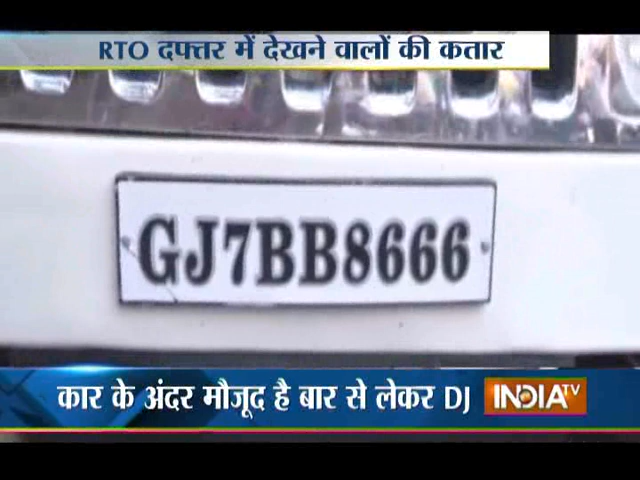 RTO दफ्तर में देखने वालों की कतार
GJ7BB8666
कार के अंदर मौजूद है बार से लेकर DJ
INDIA TV